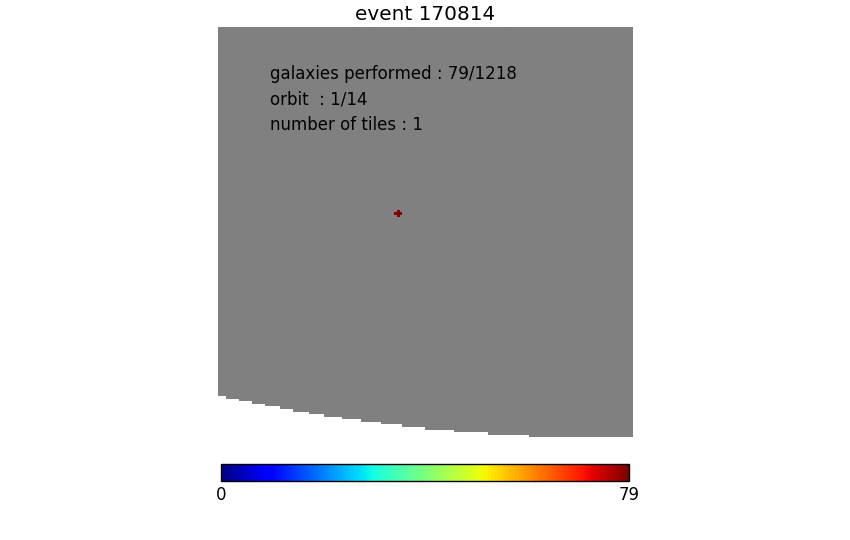 event 170814
galaxies performed : 79/1218
orbit  : 1/14
number of tiles : 1
0
79